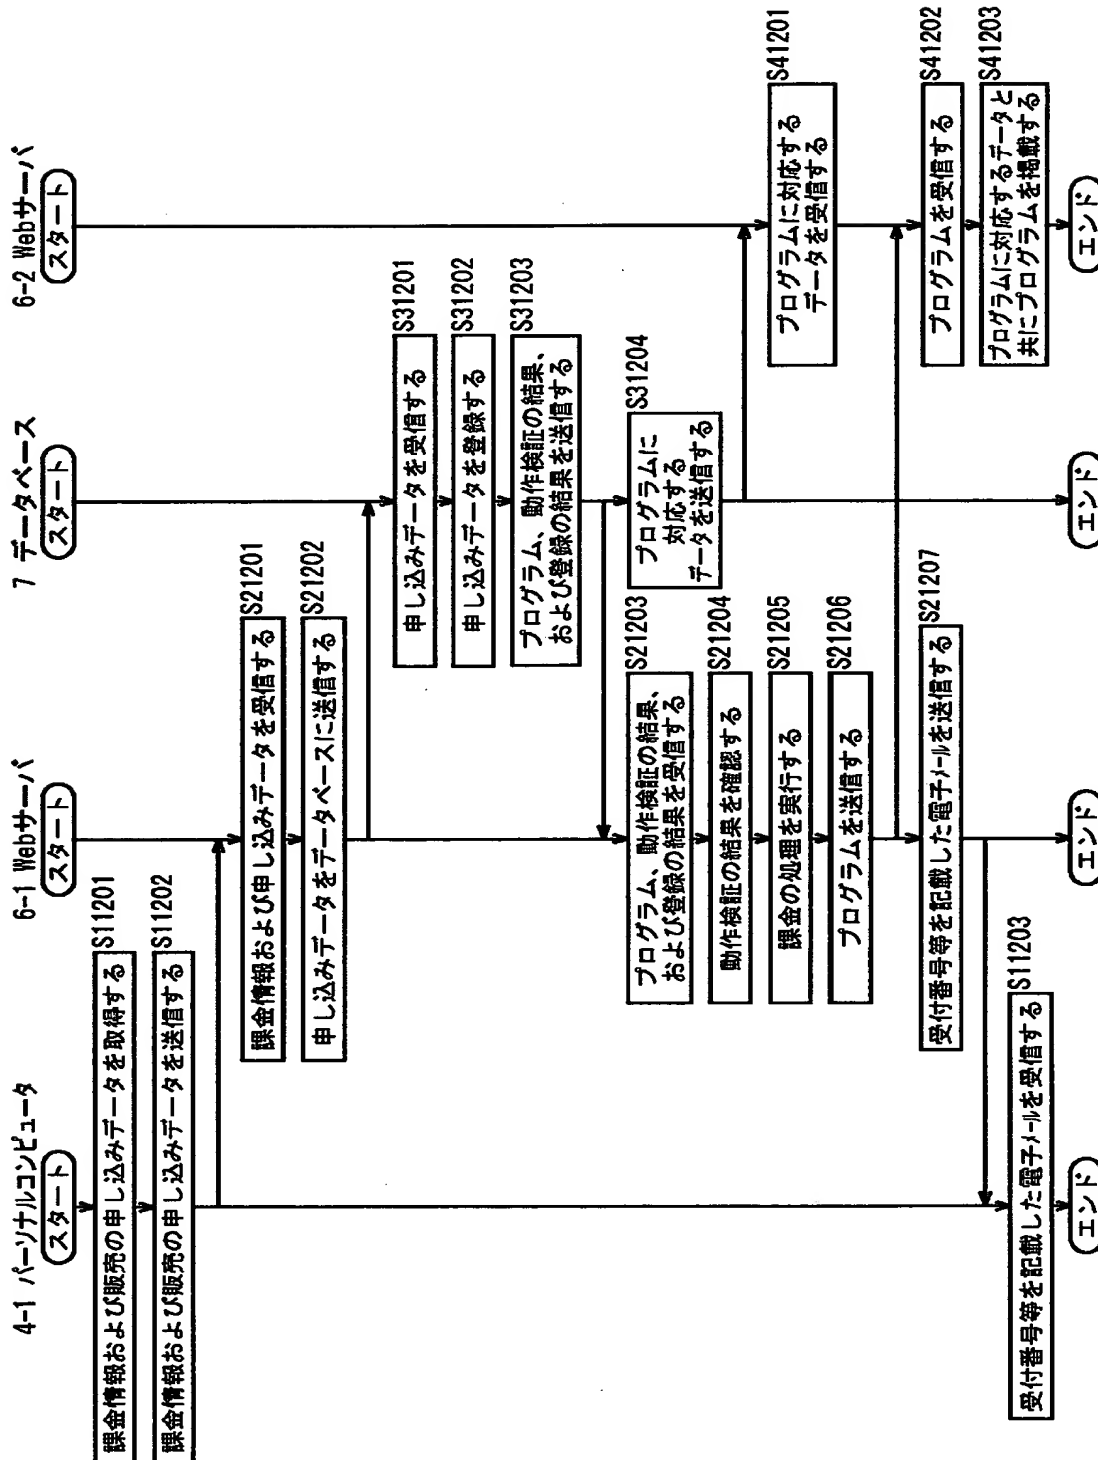 4-1 パーソナルコンピュータ
スタート
課金情報および販売の申し込みデータを取得する
S11201
課金情報および販売の申し込みデータを送信する
S11202
受付番号等を記載した電子メールを受信する
S11203
エンド
6-1 Webサーバ
スタート
課金情報および申し込みデータを受信する
S21201
申し込みデータをデータベースに送信する
S21202
プログラム、動作検証の結果、
および登録の結果を受信する
S21203
動作検証の結果を確認する
S21204
課金の処理を実行する
S21205
プログラムを送信する
S21206
受付番号等を記載した電子メールを送信する
S21207
エンド
7 データベース
スタート
申し込みデータを受信する
S31201
申し込みデータを登録する
S31202
プログラム、動作検証の結果、
および登録の結果を送信する
S31203
プログラムに
対応する
データを送信する
S31204
エンド
6-2 Webサーバ
スタート
プログラムに対応する
データを受信する
S41201
プログラムを受信する
S41202
プログラムに対応するデータと
共にプログラムを掲載する
S41203
エンド